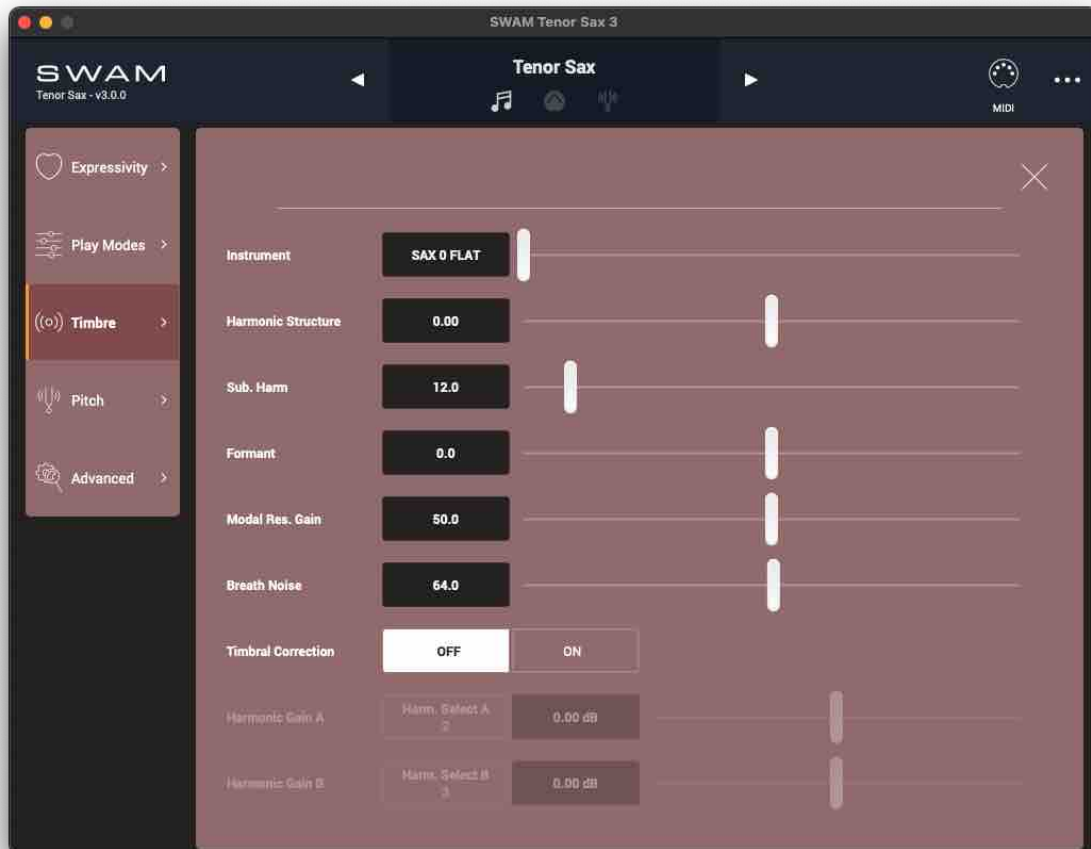 SWAM Tenor Sax 3
SWAM
Tenor Sax - v3.0.0
Tenor Sax
MIDI
Expressivity
Play Modes
Timbre
Pitch
Advanced
Instrument SAX 0 FLAT
Harmonic Structure 0.00
Sub. Harm 12.0
Formant 0.0
Modal Res. Gain 50.0
Breath Noise 64.0
Timbral Correction OFF ON
Harmonic Gain A Harm. Select A 0.00 dB
2
Harmonic Gain B Harm. Select B 0.00 dB
3